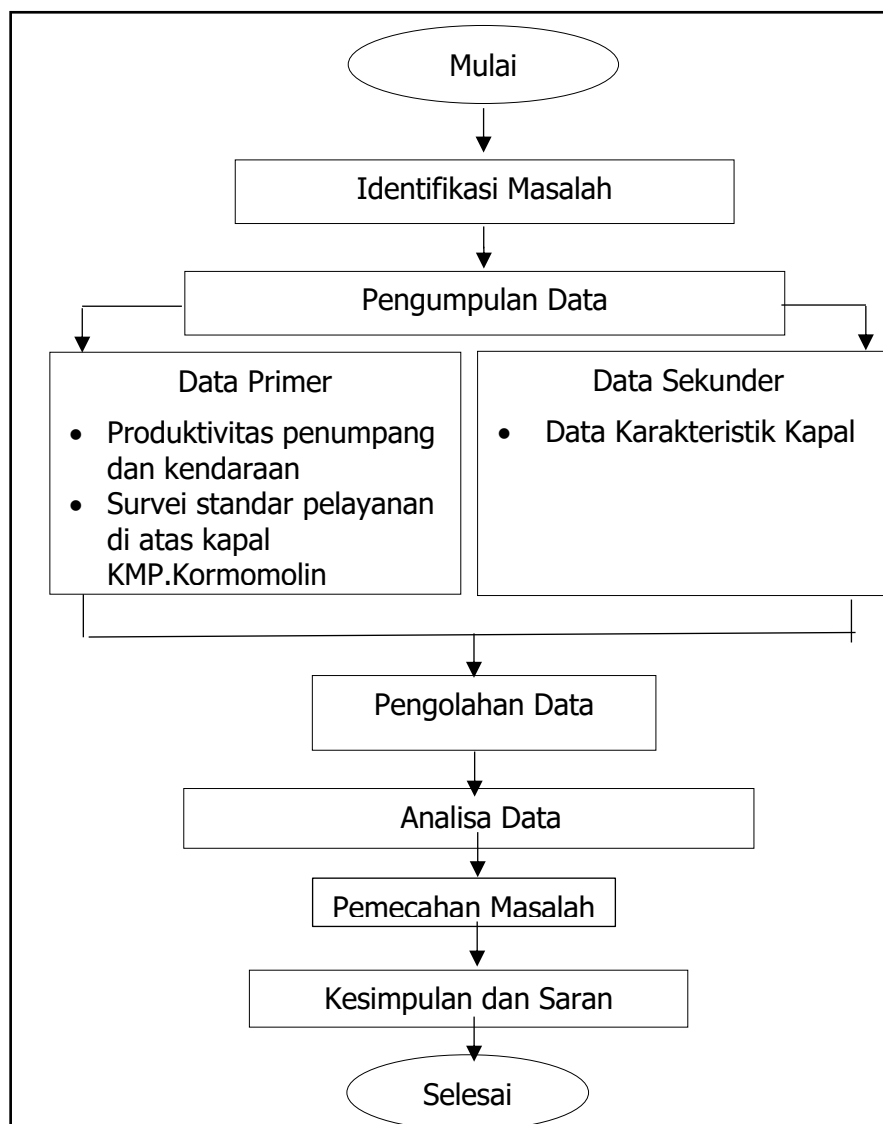 Mulai
Identifikasi Masalah
Pengumpulan Data
Data Primer
• Produktivitas penumpang
dan kendaraan
• Survei standar pelayanan
di atas kapal
KMP.Kormomolin
Data Sekunder
• Data Karakteristik Kapal
Pengolahan Data
Analisa Data
Pemecahan Masalah
Kesimpulan dan Saran
Selesai